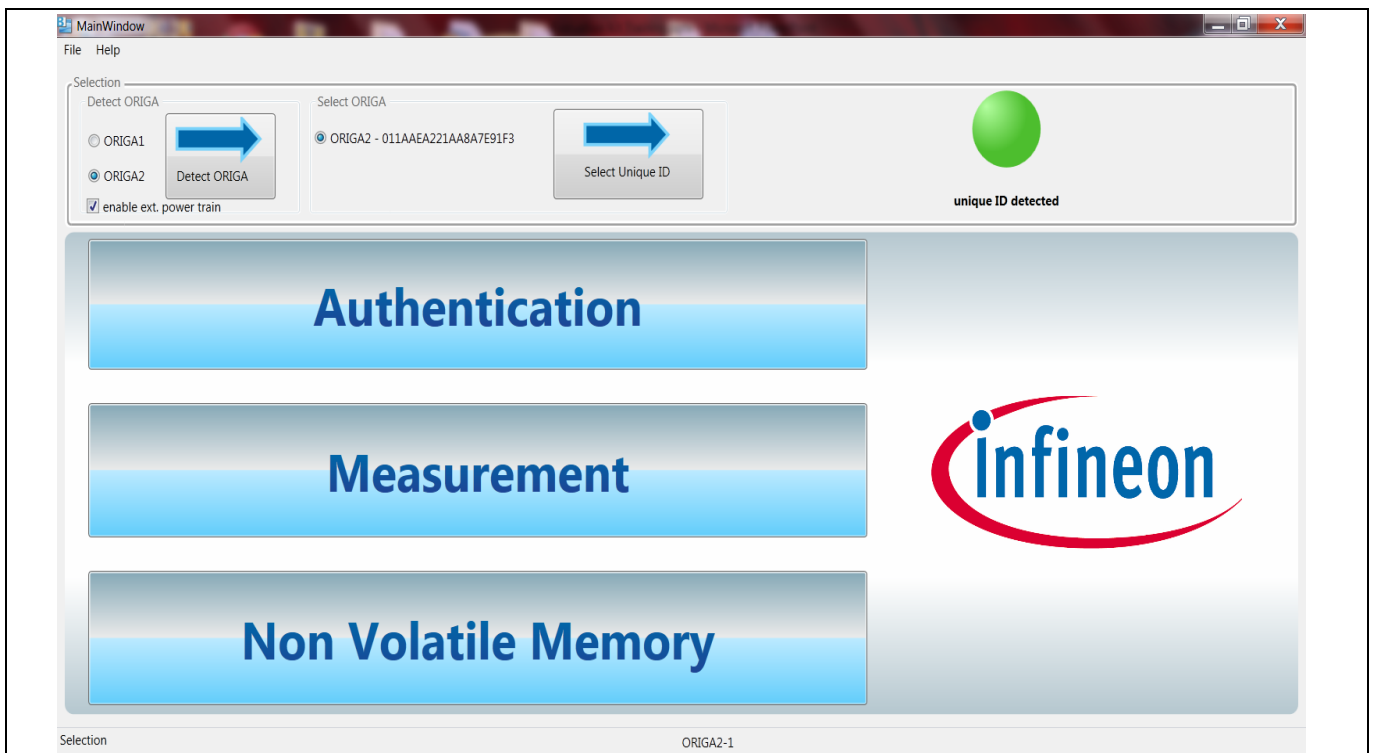 MainWindow
File Help
Selection
Detect ORIGA
ORIGA1
ORIGA2
enable ext. power train
Detect ORIGA
Select ORIGA
ORIGA2 - 011AAEA221AA8A7E91F3
Select Unique ID
unique ID detected
Authentication
Measurement
Non Volatile Memory
infineon
Selection
ORIGA2-1